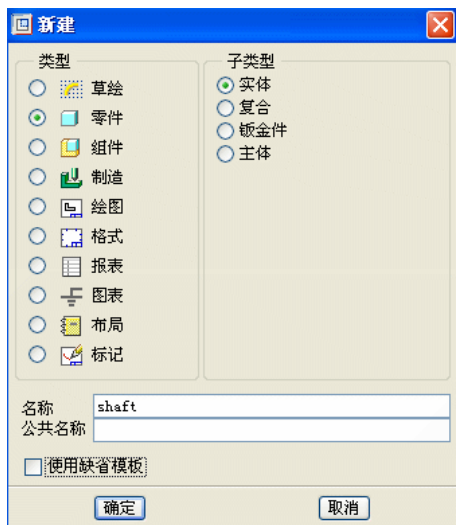 新建
类型
草绘
零件
组件
制造
绘图
格式
报表
图表
布局
标记
子类型
实体
复合
钣金件
主体
名称 shaft
公共名称
使用缺省模板
确定 取消